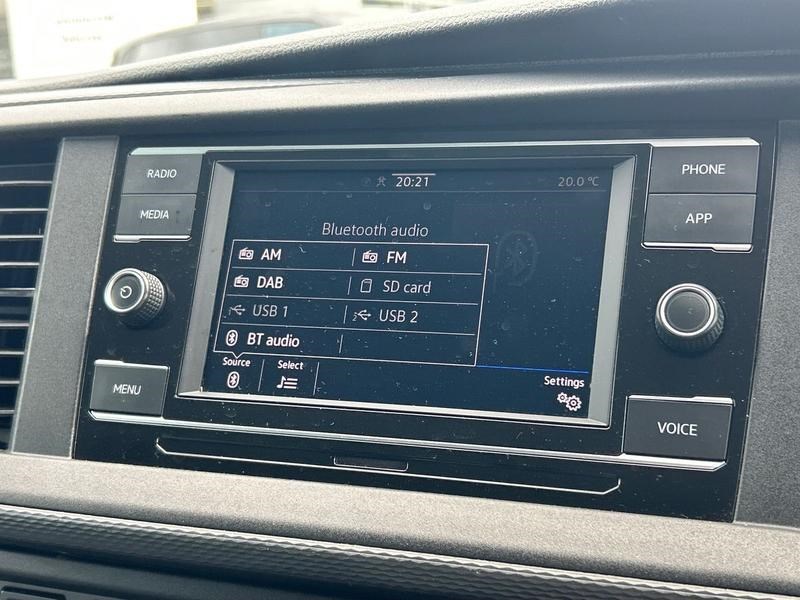 RADIO
MEDIA
MENU
20:21
20.0 °C
Bluetooth audio
AM FM
DAB SD card
USB 1 USB 2
BT audio
Source Select
Settings
PHONE
APP
VOICE